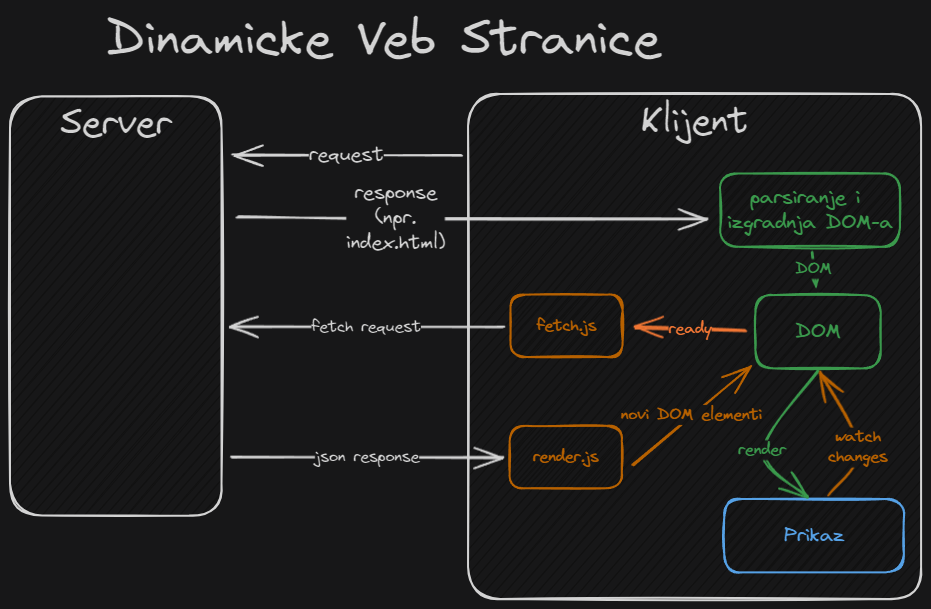 Dinamicke Veb Stranice
Server
Klijent
request
response
(npr.
index.html)
parsiranje i
izgradnja DOM-a
DOM
fetch request
fetch.js
ready
DOM
novi DOM elementi
json response
render.js
render
watch
changes
Prikaz